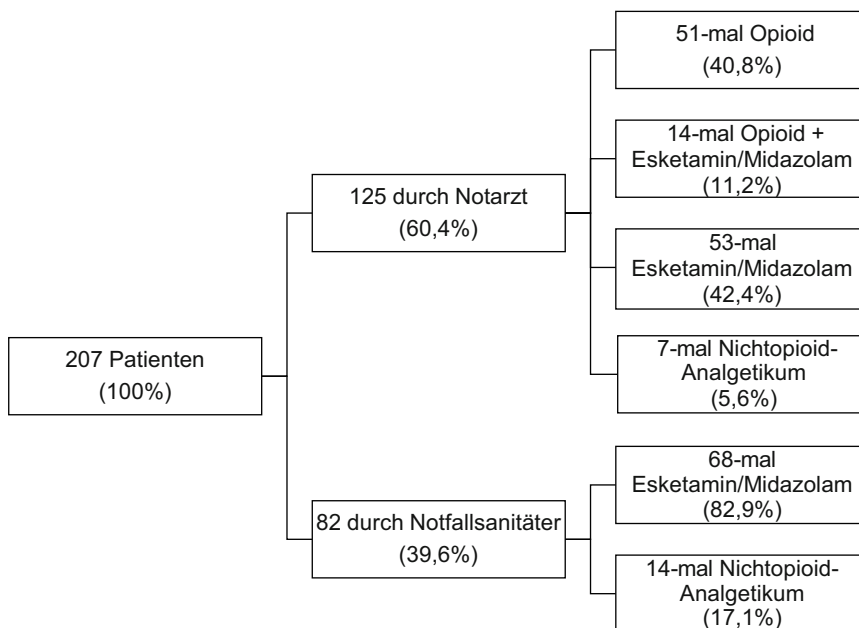 207 Patienten
(100%)
125 durch Notarzt
(60,4%)
51-mal Opioid
(40,8%)
14-mal Opioid +
Esketamin/Midazolam
(11,2%)
53-mal
Esketamin/Midazolam
(42,4%)
7-mal Nichtopioid-
Analgetikum
(5,6%)
82 durch Notfallsanitäter
(39,6%)
68-mal
Esketamin/Midazolam
(82,9%)
14-mal Nichtopioid-
Analgetikum
(17,1%)